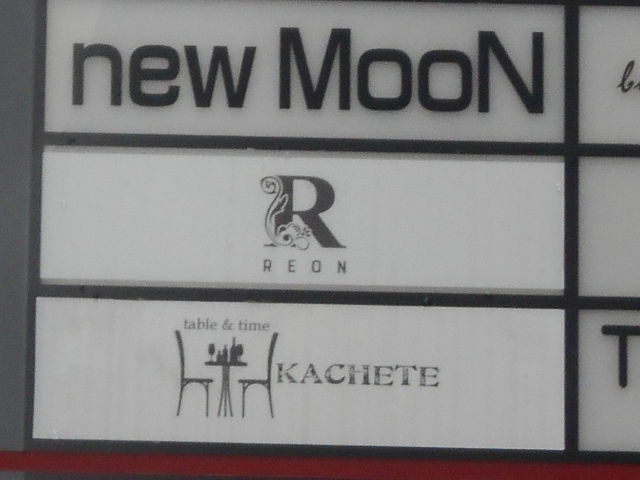 new MooN
R
REON
table & time
KACHETE
T